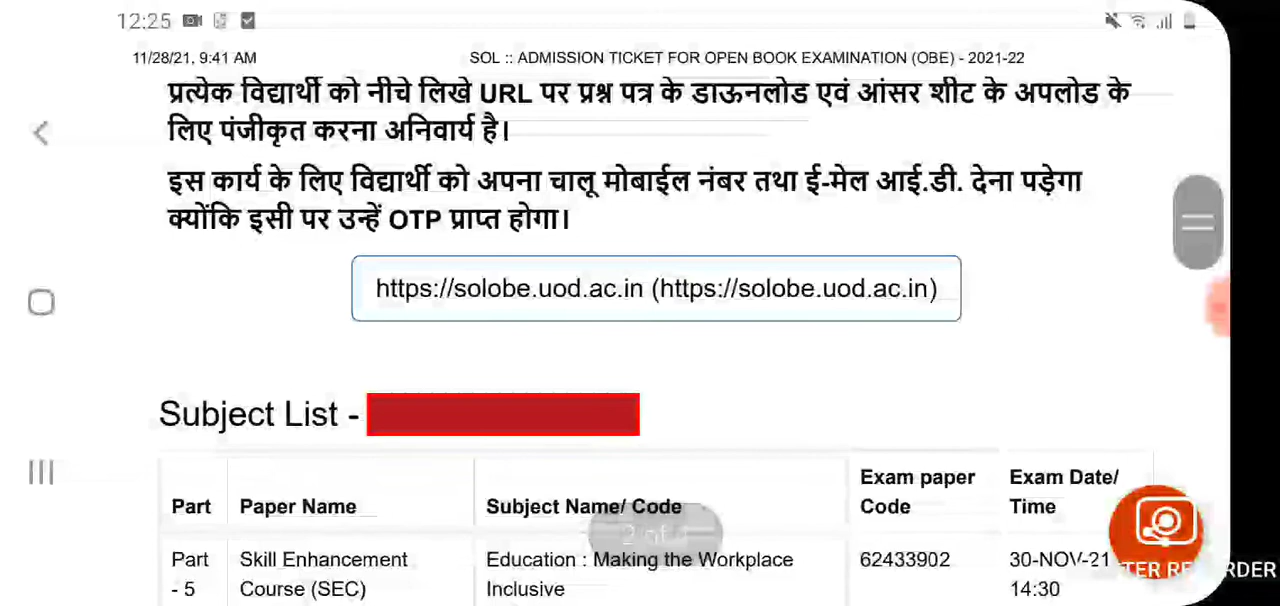 12:25
11/28/21, 9:41 AM SOL :: ADMISSION TICKET FOR OPEN BOOK EXAMINATION (OBE) - 2021-22
प्रत्येक विद्यार्थी को नीचे लिखे URL पर प्रश्न पत्र के डाऊनलोड एवं आंसर शीट के अपलोड के
लिए पंजीकृत करना अनिवार्य है।
इस कार्य के लिए विद्यार्थी को अपना चालू मोबाईल नंबर तथा ई-मेल आई.डी. देना पड़ेगा
क्योंकि इसी पर उन्हें OTP प्राप्त होगा।
https://solobe.uod.ac.in (https://solobe.uod.ac.in)
Subject List -
Part Paper Name Subject Name/ Code Exam paper Code Exam Date/ Time
2 of 4
Part - 5 Skill Enhancement Course (SEC) Education : Making the Workplace Inclusive 62433902 30-NOV-21 14:30